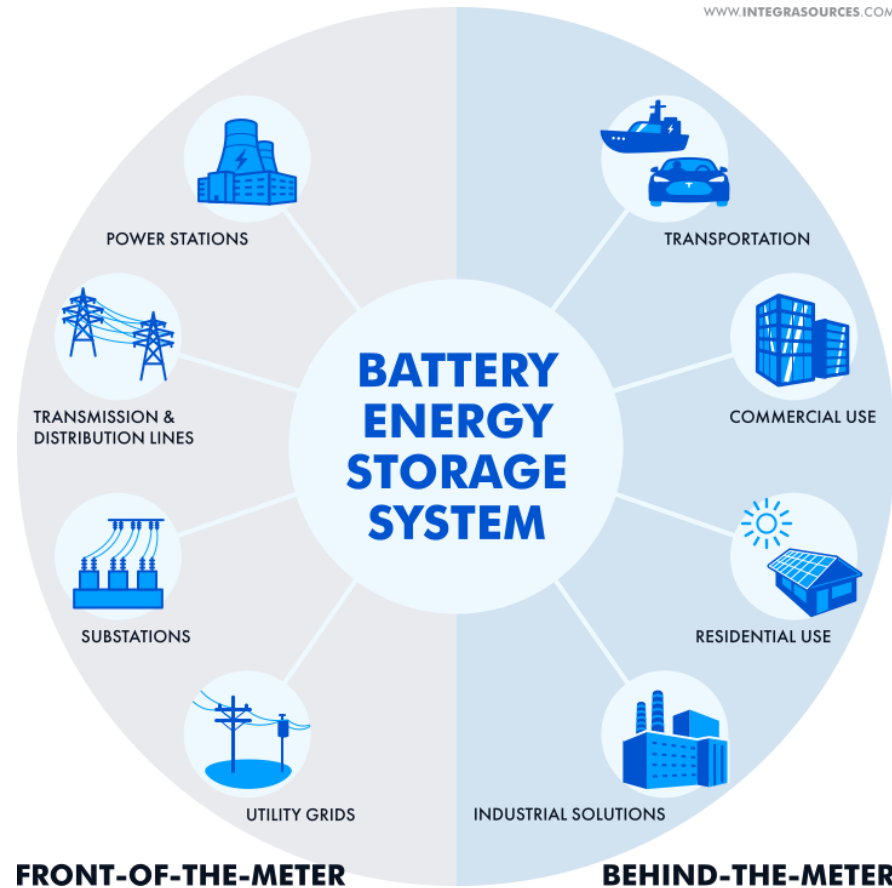 WWW.INTEGRASOURCES.COM
POWER STATIONS
TRANSPORTATION
TRANSMISSION &
DISTRIBUTION LINES
COMMERCIAL USE
BATTERY
ENERGY
STORAGE
SYSTEM
SUBSTATIONS
RESIDENTIAL USE
UTILITY GRIDS
INDUSTRIAL SOLUTIONS
FRONT-OF-THE-METER
BEHIND-THE-METER